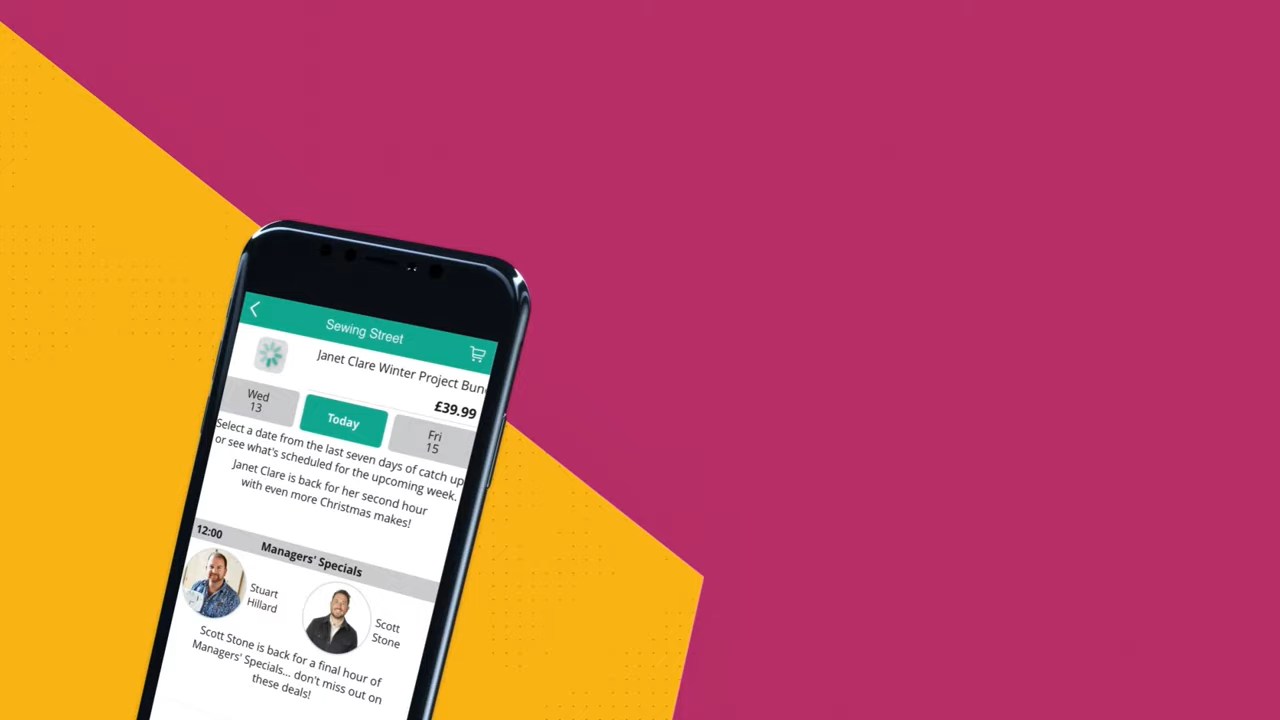 Sewing Street
Janet Clare Winter Project Bun
£39.99
Wed
13
Today
Fri
15
Select a date from the last seven days of catch up
or see what's scheduled for the upcoming week.
Janet Clare is back for her second hour
with even more Christmas makes!
12:00
Managers' Specials
Stuart
Hillard
Scott
Stone
Scott Stone is back for a final hour of
Managers' Specials... don't miss out on
these deals!